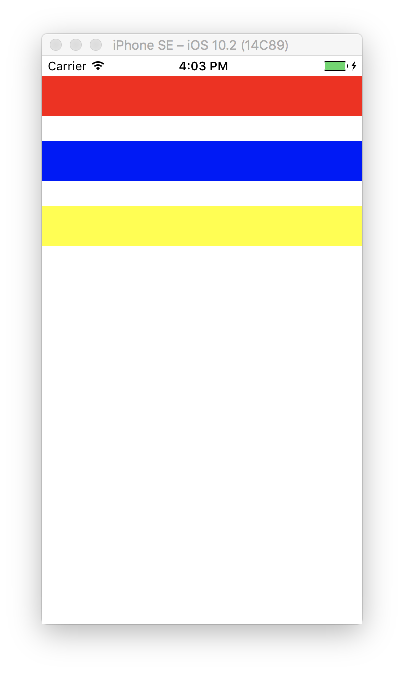 iPhone SE – iOS 10.2 (14C89)
Carrier 4:03 PM